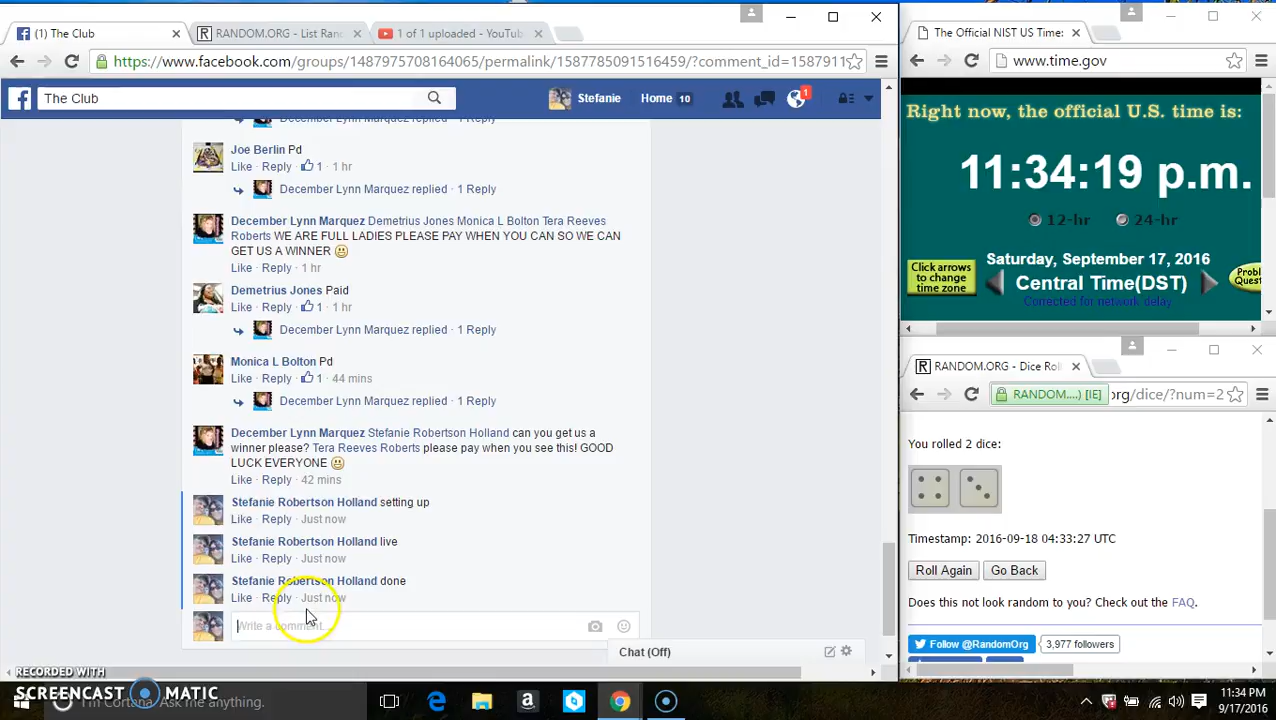 (1) The Club
RANDOM.ORG - List Ran
1 of 1 uploaded - YouTub
https://www.facebook.com/groups/1487975708164065/permalink/1587785091516459/?comment_id=1587911
The Club
Stefanie
Home 10
1
December Lynn Marquez replied · 1 Reply
Joe Berlin Pd
Like · Reply · 1 · 1 hr
December Lynn Marquez replied · 1 Reply
December Lynn Marquez Demetrius Jones Monica L Bolton Tera Reeves
Roberts WE ARE FULL LADIES PLEASE PAY WHEN YOU CAN SO WE CAN
GET US A WINNER
Like · Reply · 1 hr
Demetrius Jones Paid
Like · Reply · 1 · 1 hr
December Lynn Marquez replied · 1 Reply
Monica L Bolton Pd
Like · Reply · 1 · 44 mins
December Lynn Marquez replied · 1 Reply
December Lynn Marquez Stefanie Robertson Holland can you get us a
winner please? Tera Reeves Roberts please pay when you see this! GOOD
LUCK EVERYONE
Like · Reply · 42 mins
Stefanie Robertson Holland setting up
Like · Reply · Just now
Stefanie Robertson Holland live
Like · Reply · Just now
Stefanie Robertson Holland done
Like · Reply · Just now
Write a comment...
Chat (Off)
RECORDED WITH
SCREENCAST MATIC
I'm Cortana. Ask me anything.
The Official NIST US Time:
www.time.gov
Right now, the official U.S. time is:
11:34:19 p.m.
12-hr 24-hr
Saturday, September 17, 2016
Click arrows
to change
time zone
Central Time(DST)
Corrected for network delay
Probl
Quest
RANDOM.ORG - Dice Roll
RANDOM....) [IE] org/dice/?num=2
You rolled 2 dice:
Timestamp: 2016-09-18 04:33:27 UTC
Roll Again
Go Back
Does this not look random to you? Check out the FAQ.
Follow @RandomOrg
3,977 followers
11:34 PM
9/17/2016